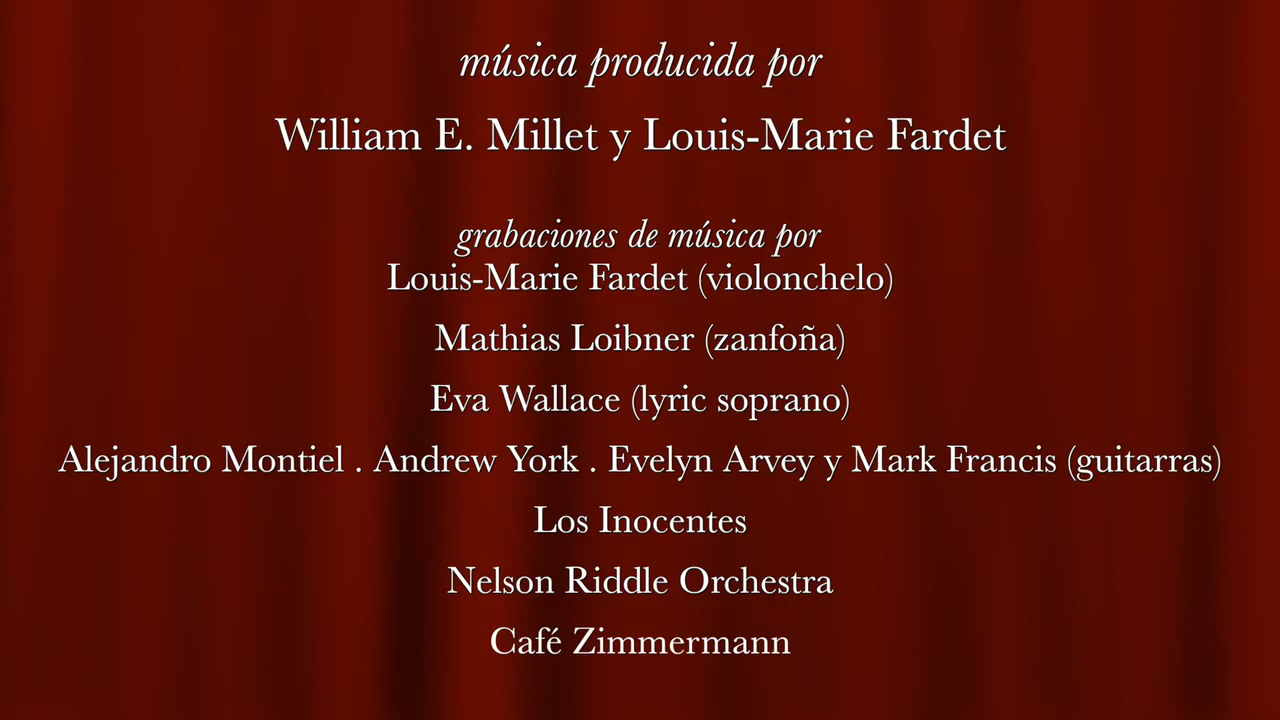 música producida por
William E. Millet y Louis-Marie Fardet
grabaciones de música por
Louis-Marie Fardet (violonchelo)
Mathias Loibner (zanfoña)
Eva Wallace (lyric soprano)
Alejandro Montiel . Andrew York . Evelyn Arvey y Mark Francis (guitarras)
Los Inocentes
Nelson Riddle Orchestra
Café Zimmermann